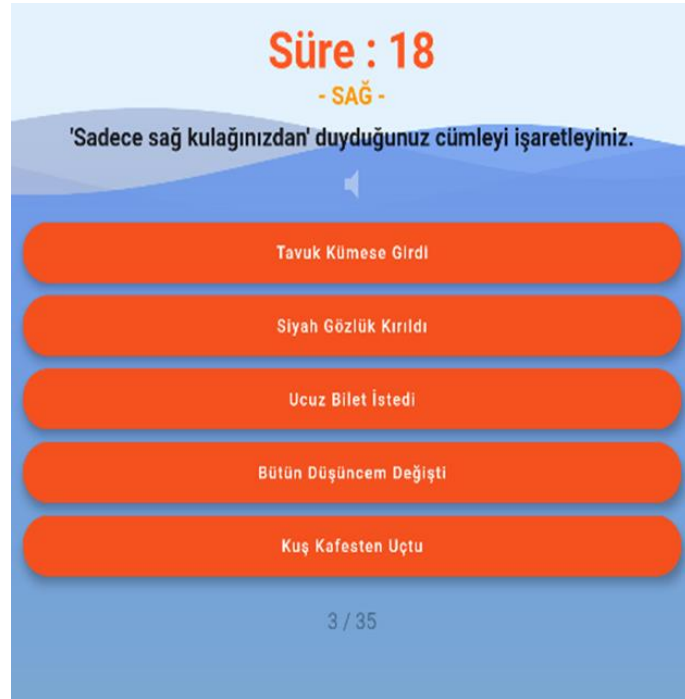 Süre : 18
- SAĞ -
'Sadece sağ kulağınızdan' duyduğunuz cümleyi işaretleyiniz.
Tavuk Kümese Girdi
Siyah Gözlük Kırıldı
Ucuz Bilet İstedi
Bütün Düşüncem Değişti
Kuş Kafesten Uçtu
3 / 35